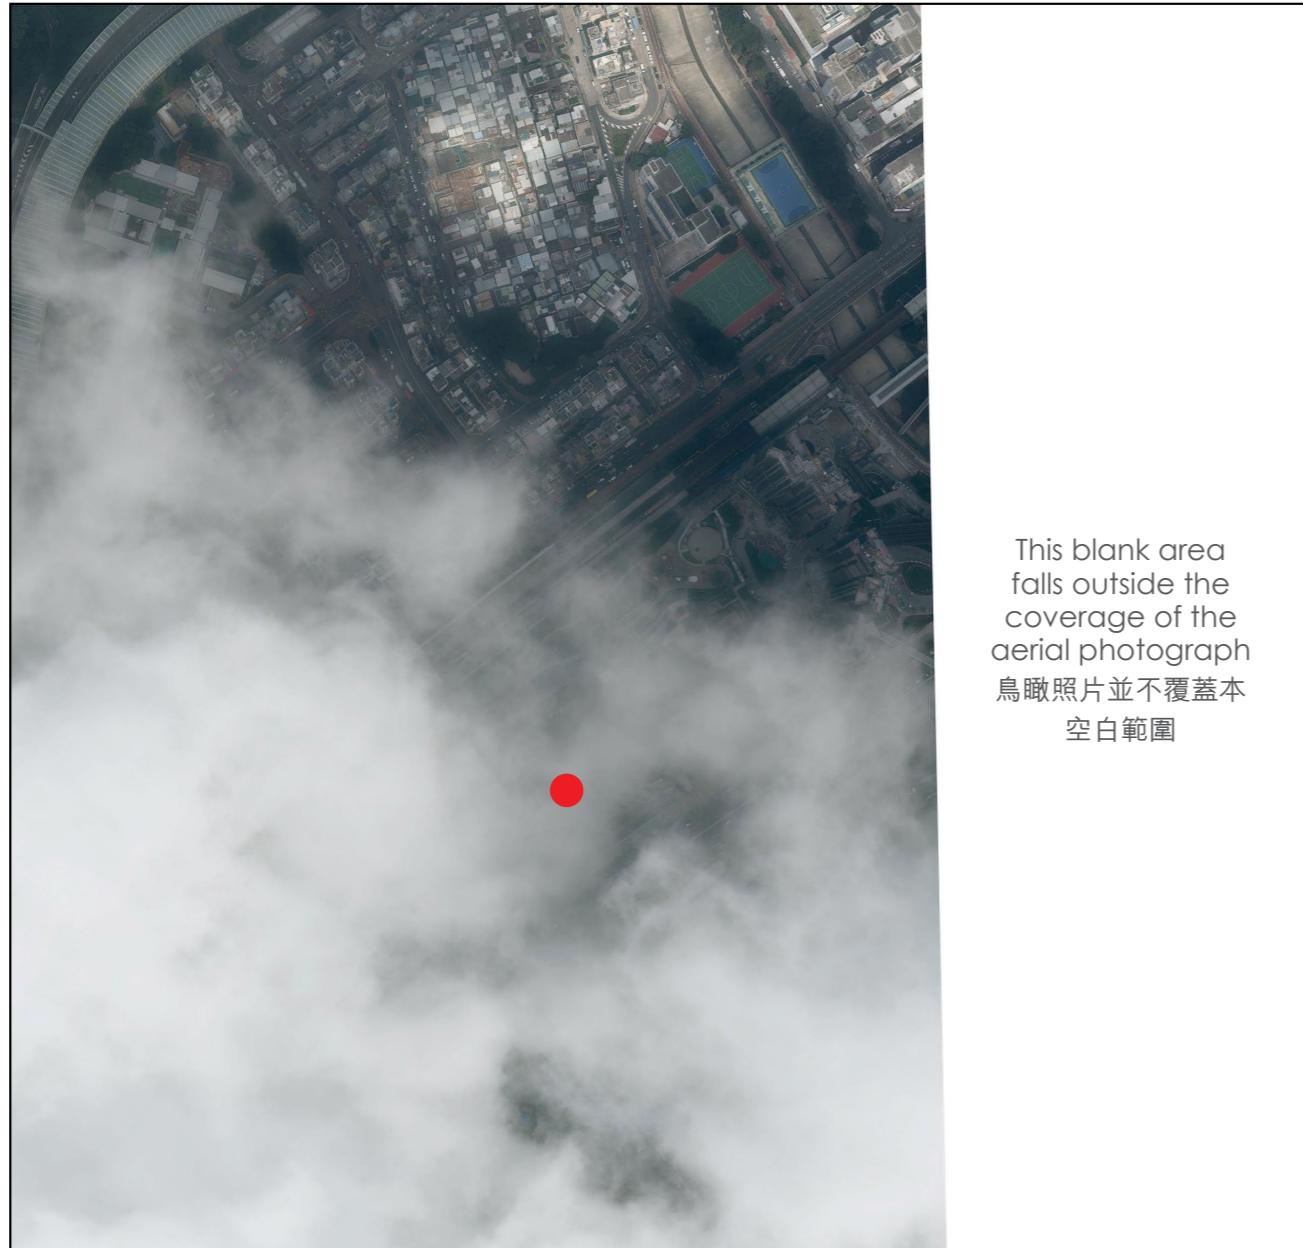 This blank area
falls outside the
coverage of the
aerial photograph
鳥瞰照片並不覆蓋本
空白範圍